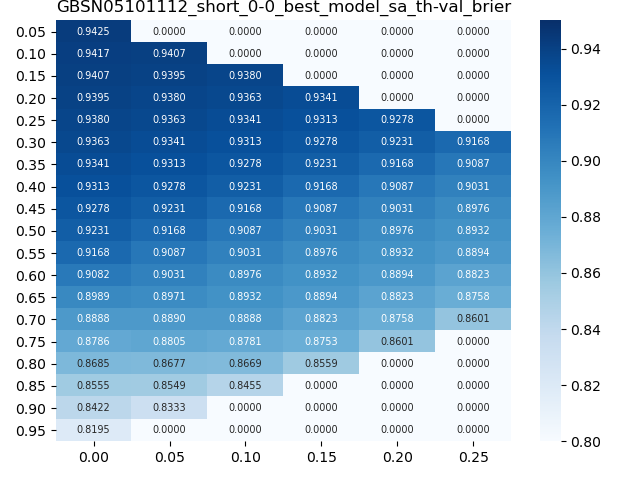 GBSN05101112_short_0-0_best_model_sa_th-val_brier
0.05 0.9425 0.0000 0.0000 0.0000 0.0000 0.0000
0.10 0.9417 0.9407 0.0000 0.0000 0.0000 0.0000
0.15 0.9407 0.9395 0.9380 0.0000 0.0000 0.0000
0.20 0.9395 0.9380 0.9363 0.9341 0.0000 0.0000
0.25 0.9380 0.9363 0.9341 0.9313 0.9278 0.0000
0.30 0.9363 0.9341 0.9313 0.9278 0.9231 0.9168
0.35 0.9341 0.9313 0.9278 0.9231 0.9168 0.9087
0.40 0.9313 0.9278 0.9231 0.9168 0.9087 0.9031
0.45 0.9278 0.9231 0.9168 0.9087 0.9031 0.8976
0.50 0.9231 0.9168 0.9087 0.9031 0.8976 0.8932
0.55 0.9168 0.9087 0.9031 0.8976 0.8932 0.8894
0.60 0.9082 0.9031 0.8976 0.8932 0.8894 0.8823
0.65 0.8989 0.8971 0.8932 0.8894 0.8823 0.8758
0.70 0.8888 0.8890 0.8888 0.8823 0.8758 0.8601
0.75 0.8786 0.8805 0.8781 0.8753 0.8601 0.0000
0.80 0.8685 0.8677 0.8669 0.8559 0.0000 0.0000
0.85 0.8555 0.8549 0.8455 0.0000 0.0000 0.0000
0.90 0.8422 0.8333 0.0000 0.0000 0.0000 0.0000
0.95 0.8195 0.0000 0.0000 0.0000 0.0000 0.0000
0.00 0.05 0.10 0.15 0.20 0.25
0.94
0.92
0.90
0.88
0.86
0.84
0.82
0.80